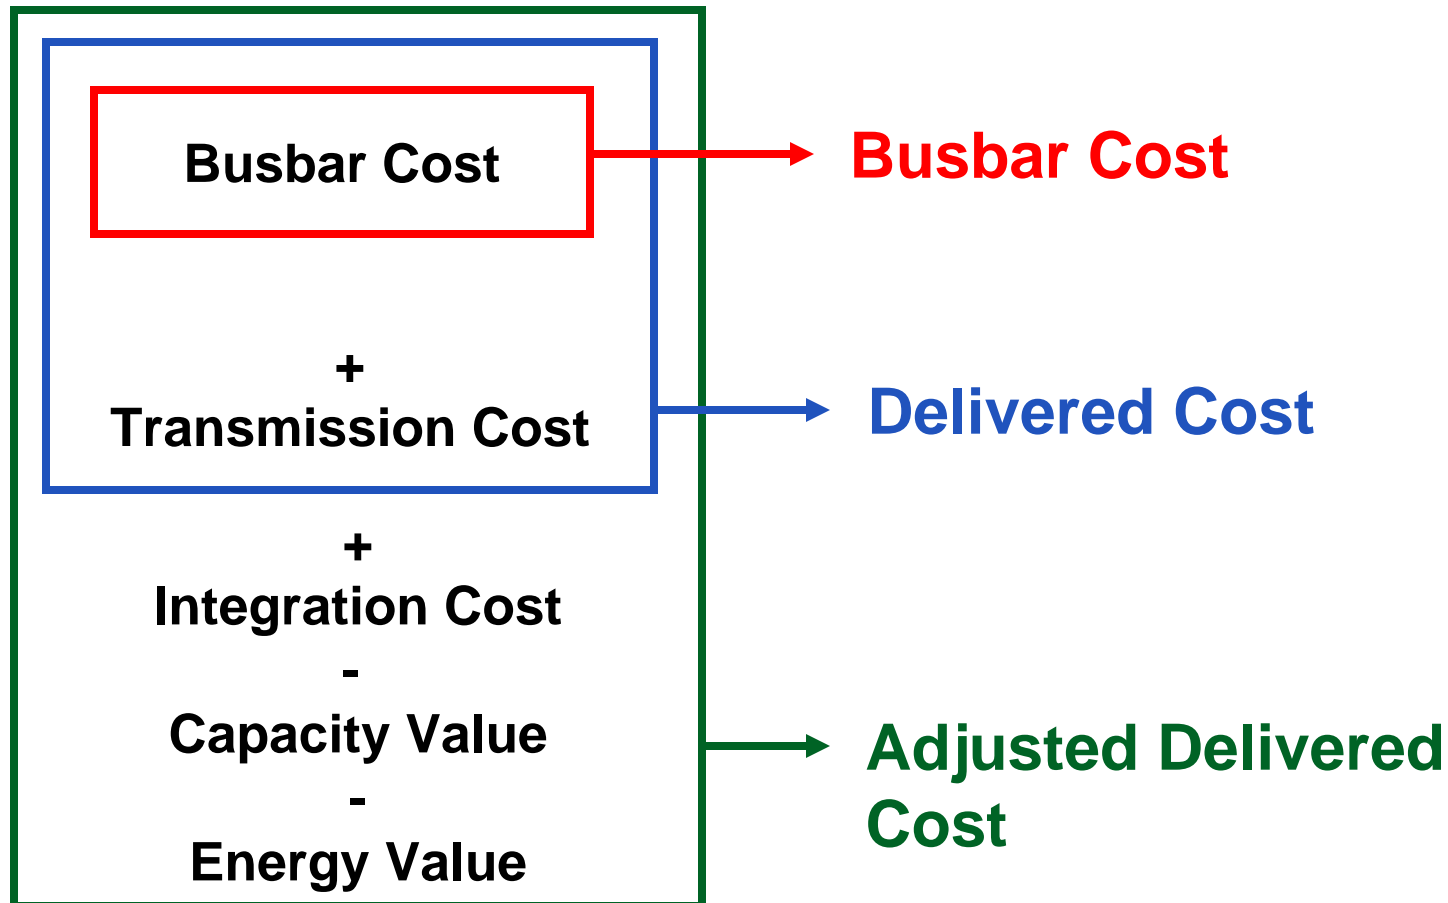 Busbar Cost
Busbar Cost
+
Transmission Cost
Delivered Cost
+
Integration Cost
-
Capacity Value
-
Energy Value
Adjusted Delivered
Cost